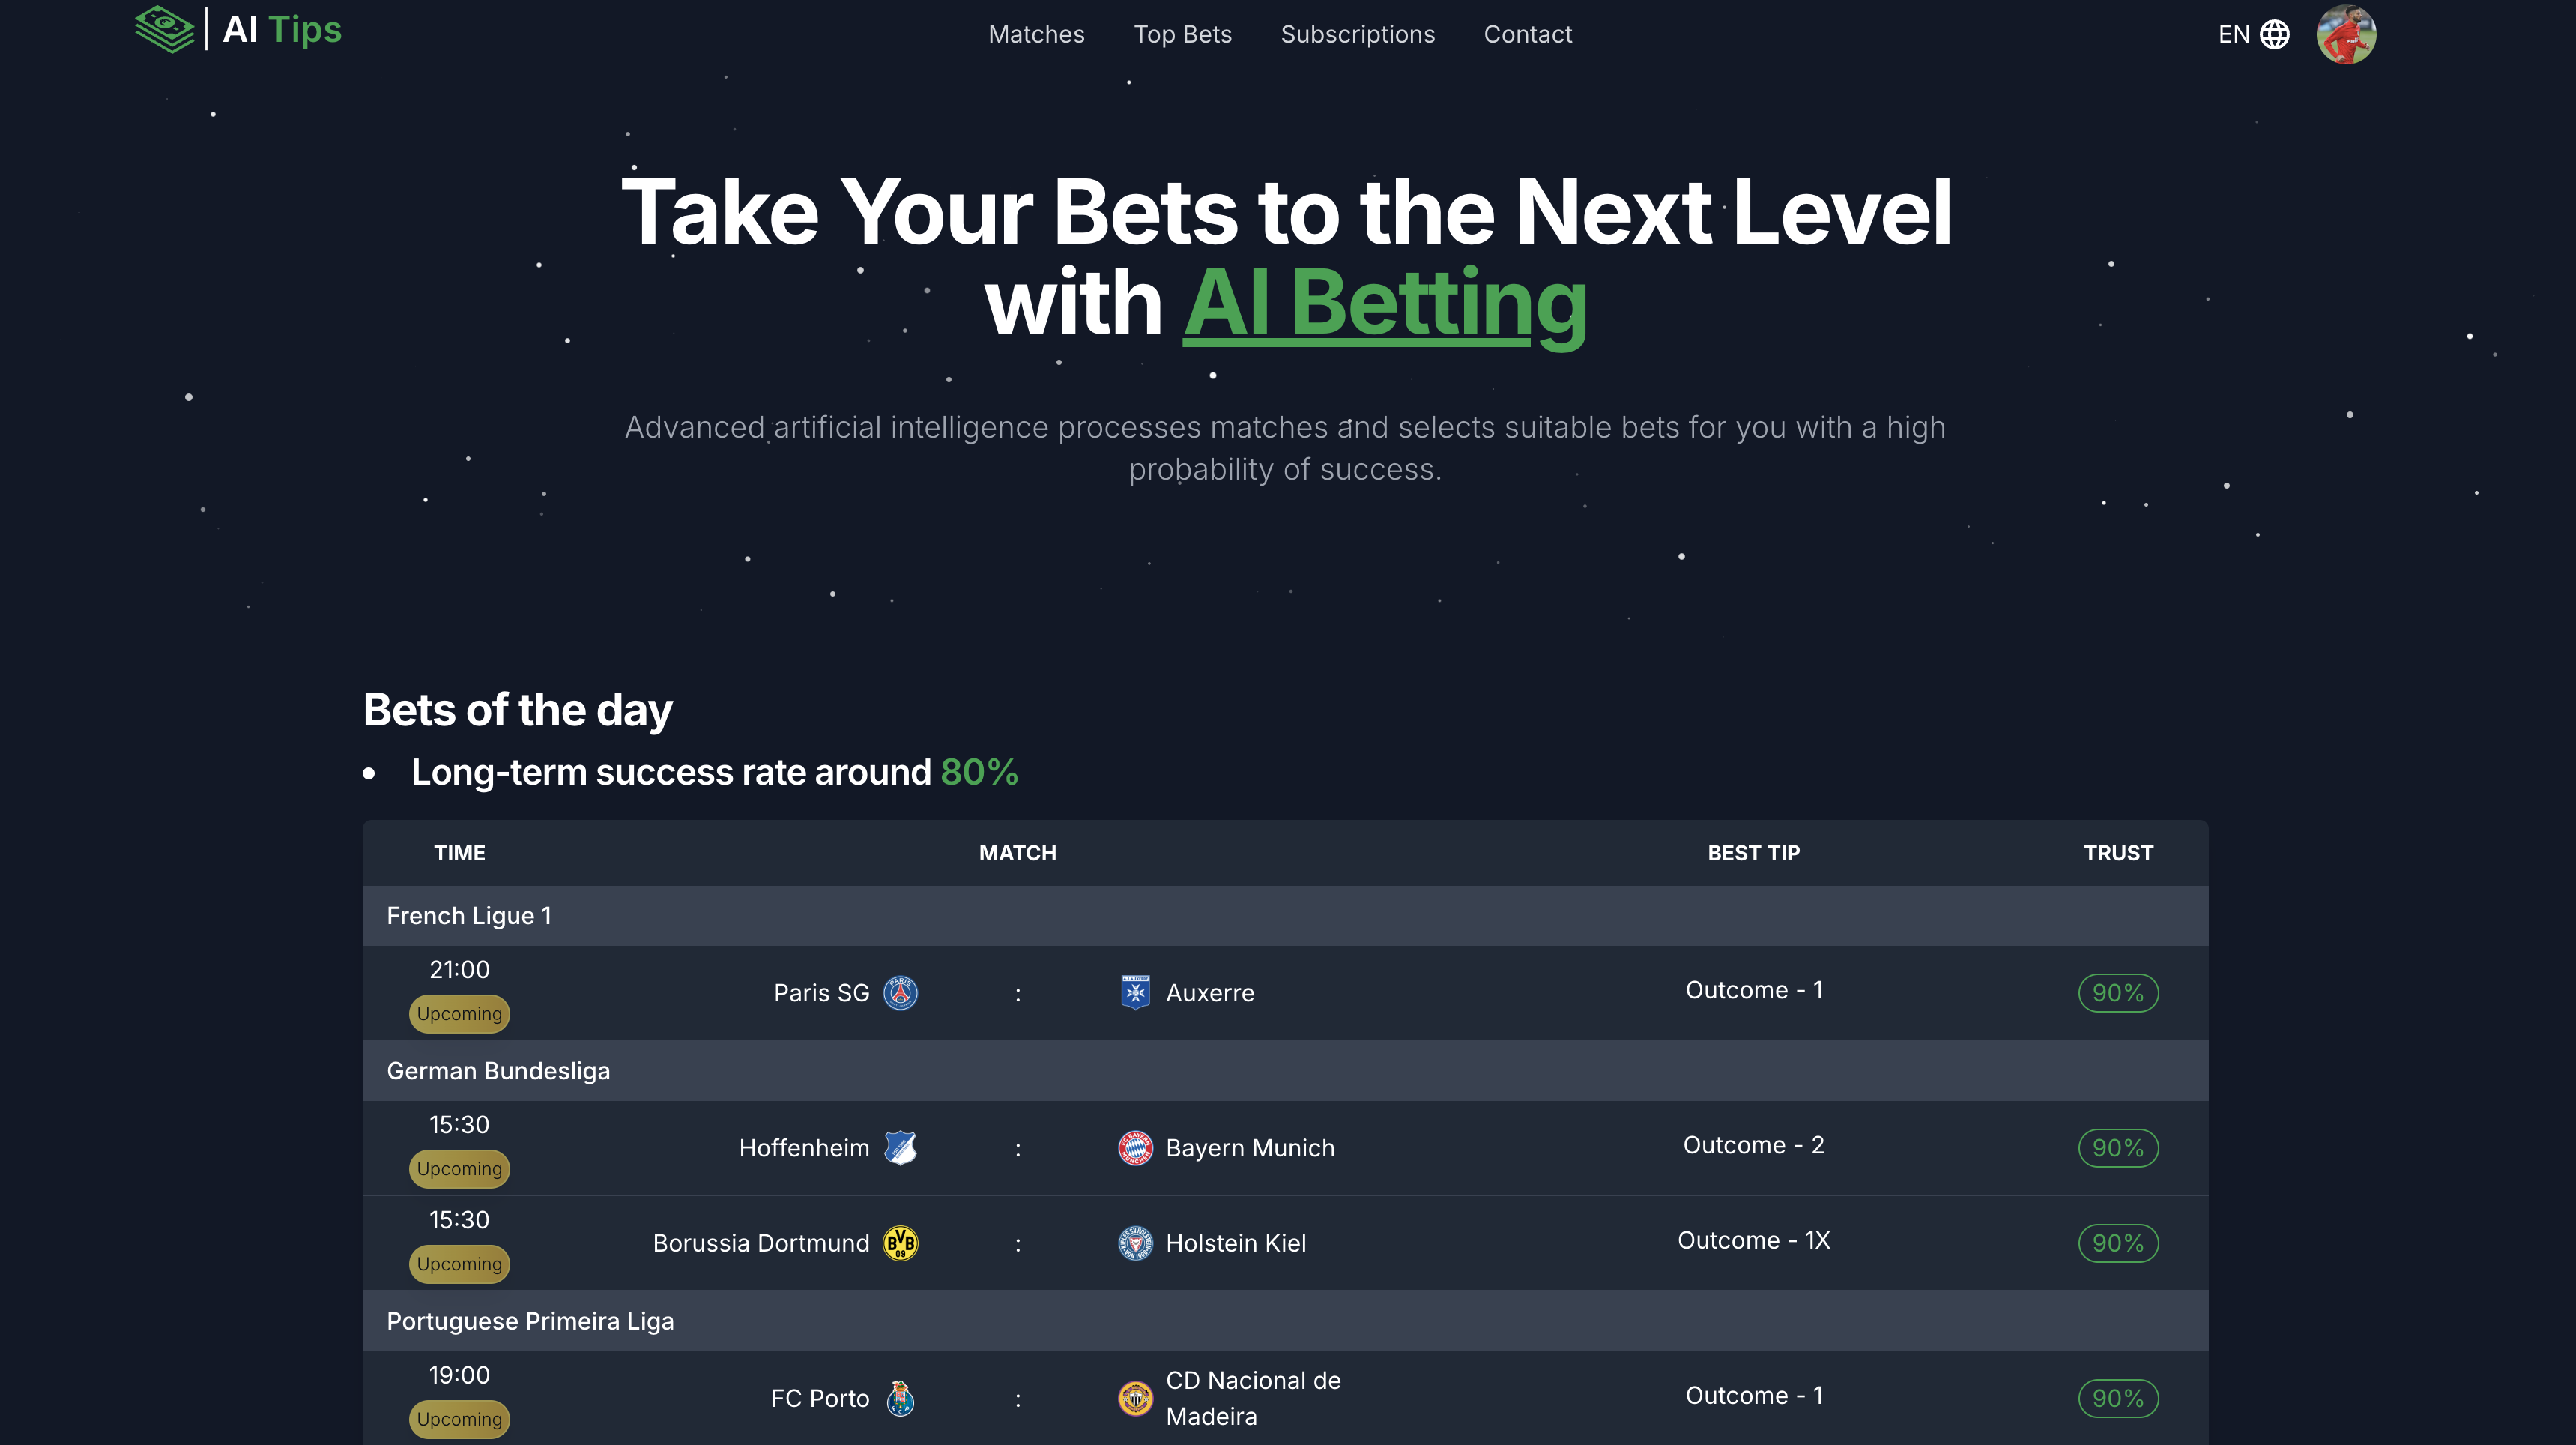 AI Tips
Matches Top Bets Subscriptions Contact
EN
Take Your Bets to the Next Level
with AI Betting
Advanced artificial intelligence processes matches and selects suitable bets for you with a high
probability of success.
Bets of the day
• Long-term success rate around 80%
TIME MATCH BEST TIP TRUST
French Ligue 1
21:00
Upcoming
Paris SG : Auxerre
Outcome - 1
90%
German Bundesliga
15:30
Upcoming
Hoffenheim : Bayern Munich
Outcome - 2
90%
15:30
Upcoming
Borussia Dortmund BVB 09 : Holstein Kiel
Outcome - 1X
90%
Portuguese Primeira Liga
19:00
Upcoming
FC Porto : CD Nacional de
Madeira
Outcome - 1
90%